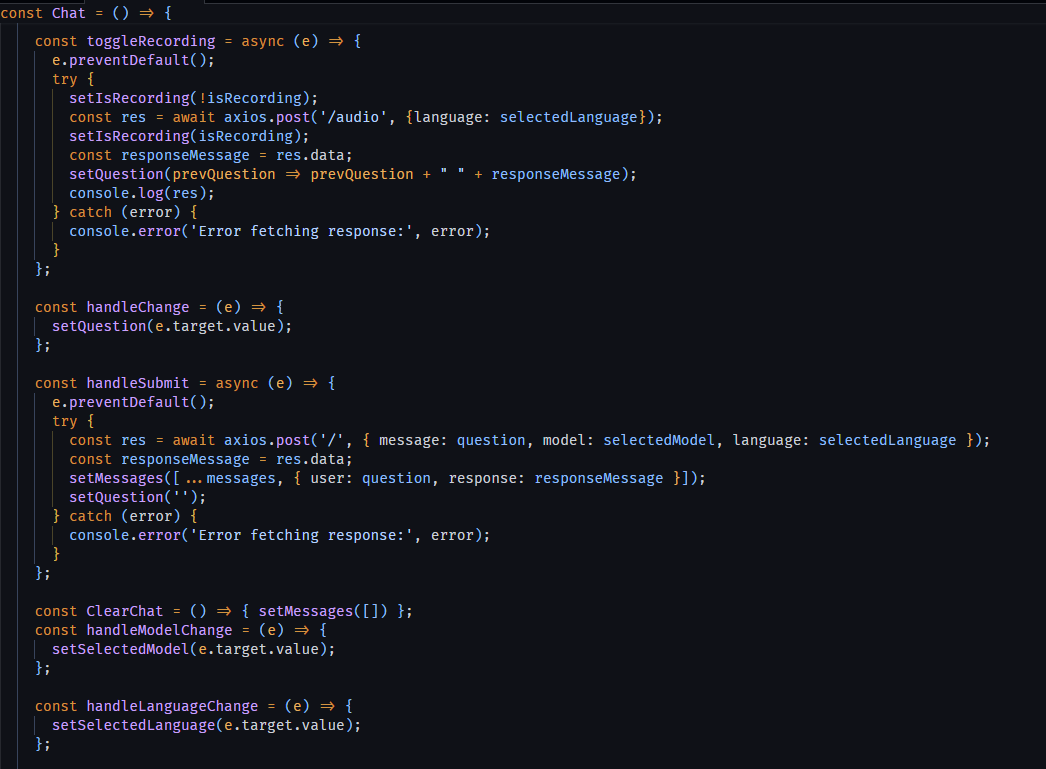 const Chat = () => {
const toggleRecording = async (e) => {
e.preventDefault();
try {
setIsRecording(!isRecording);
const res = await axios.post('/audio', {language: selectedLanguage});
setIsRecording(isRecording);
const responseMessage = res.data;
setQuestion(prevQuestion => prevQuestion + " " + responseMessage);
console.log(res);
} catch (error) {
console.error('Error fetching response:', error);
}
};
const handleChange = (e) => {
setQuestion(e.target.value);
};
const handleSubmit = async (e) => {
e.preventDefault();
try {
const res = await axios.post('/', { message: question, model: selectedModel, language: selectedLanguage });
const responseMessage = res.data;
setMessages([...messages, { user: question, response: responseMessage }]);
setQuestion('');
} catch (error) {
console.error('Error fetching response:', error);
}
};
const ClearChat = () => { setMessages([]) };
const handleModelChange = (e) => {
setSelectedModel(e.target.value);
};
const handleLanguageChange = (e) => {
setSelectedLanguage(e.target.value);
};